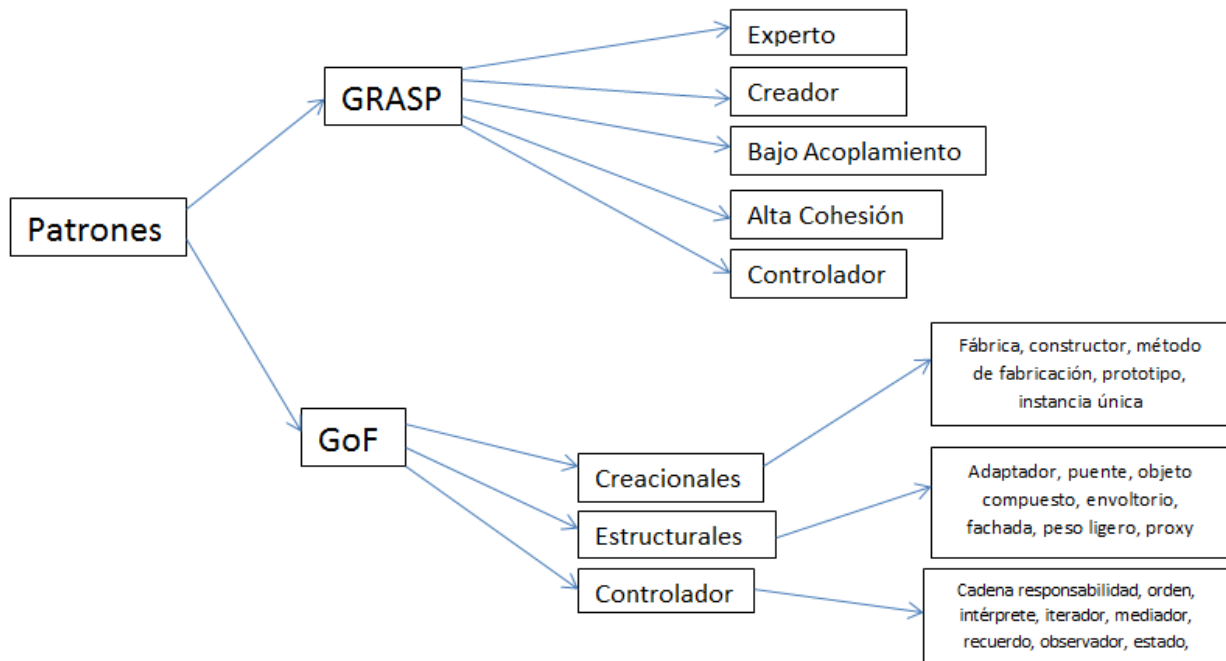 Patrones
GRASP
Experto
Creador
Bajo Acoplamiento
Alta Cohesión
Controlador
GoF
Creacionales
Fábrica, constructor, método
de fabricación, prototipo,
instancia única
Estructurales
Adaptador, puente, objeto
compuesto, envoltorio,
fachada, peso ligero, proxy
Controlador
Cadena responsabilidad, orden,
intérprete, iterador, mediador,
recuerdo, observador, estado,